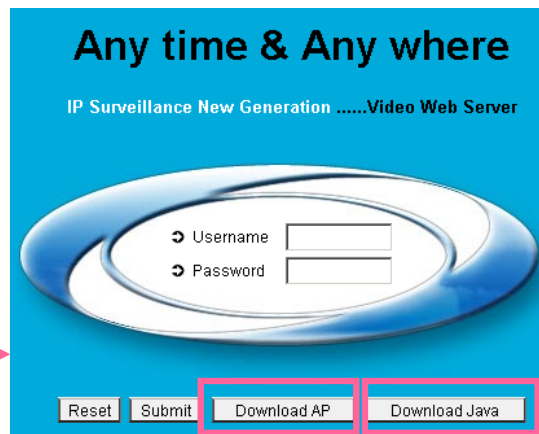 Any time & Any where
IP Surveillance New Generation ......Video Web Server
Username
Password
Reset Submit Download AP Download Java